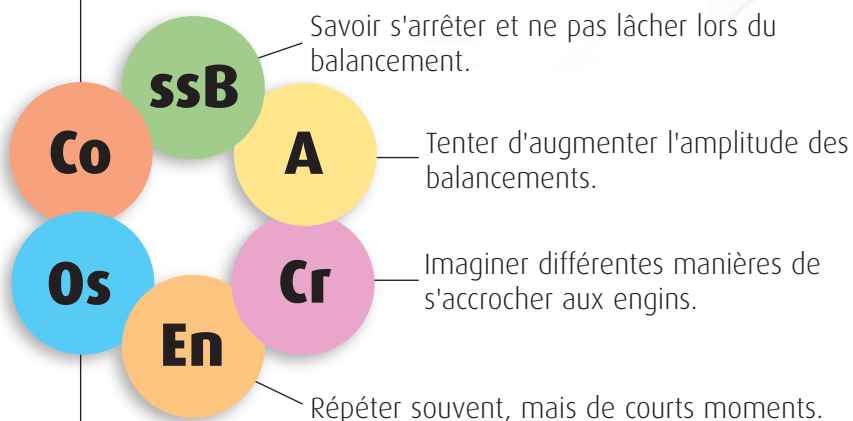 ssB
Savoir s'arrêter et ne pas lâcher lors du
balancement.
Co
A
Tenter d'augmenter l'amplitude des
balancements.
Os
Cr
Imaginer différentes manières de
s'accrocher aux engins.
En
Répéter souvent, mais de courts moments.